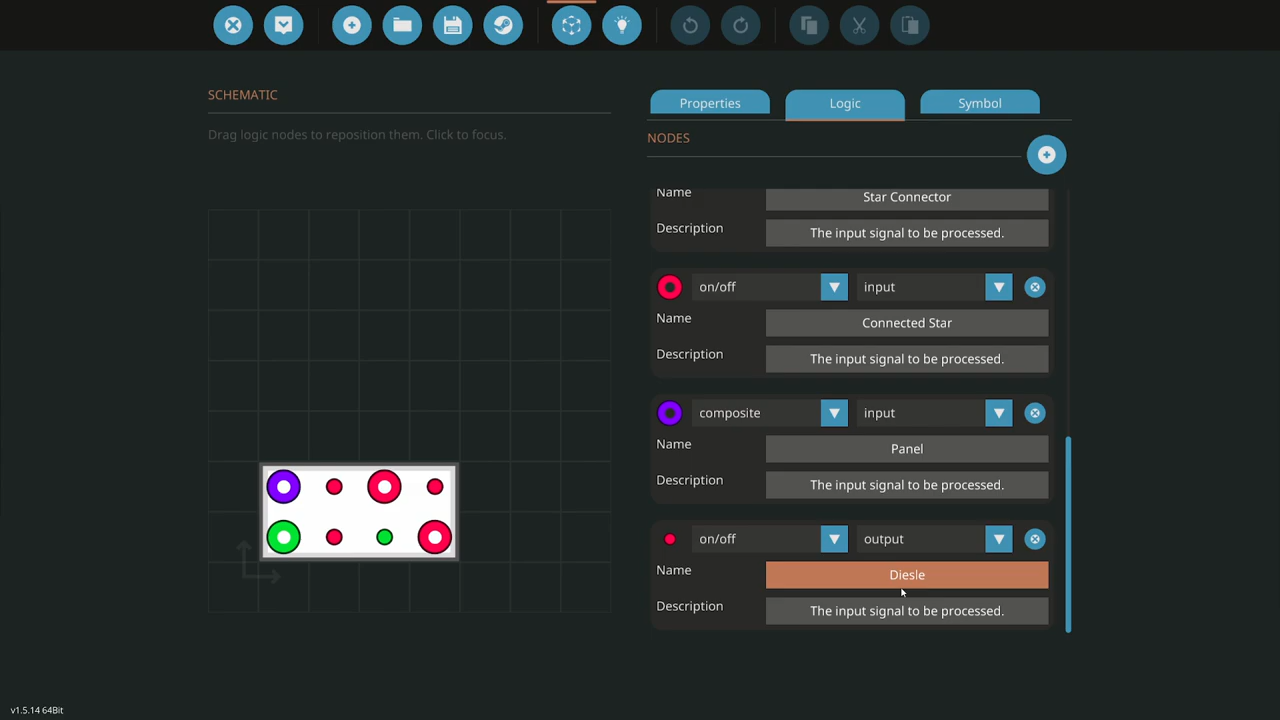 SCHEMATIC
Drag logic nodes to reposition them. Click to focus.
Properties
Logic
Symbol
NODES
Name
Star Connector
Description
The input signal to be processed.
on/off
input
Name
Connected Star
Description
The input signal to be processed.
composite
input
Name
Panel
Description
The input signal to be processed.
on/off
output
Name
Diesle
Description
The input signal to be processed.
v1.5.14 64Bit